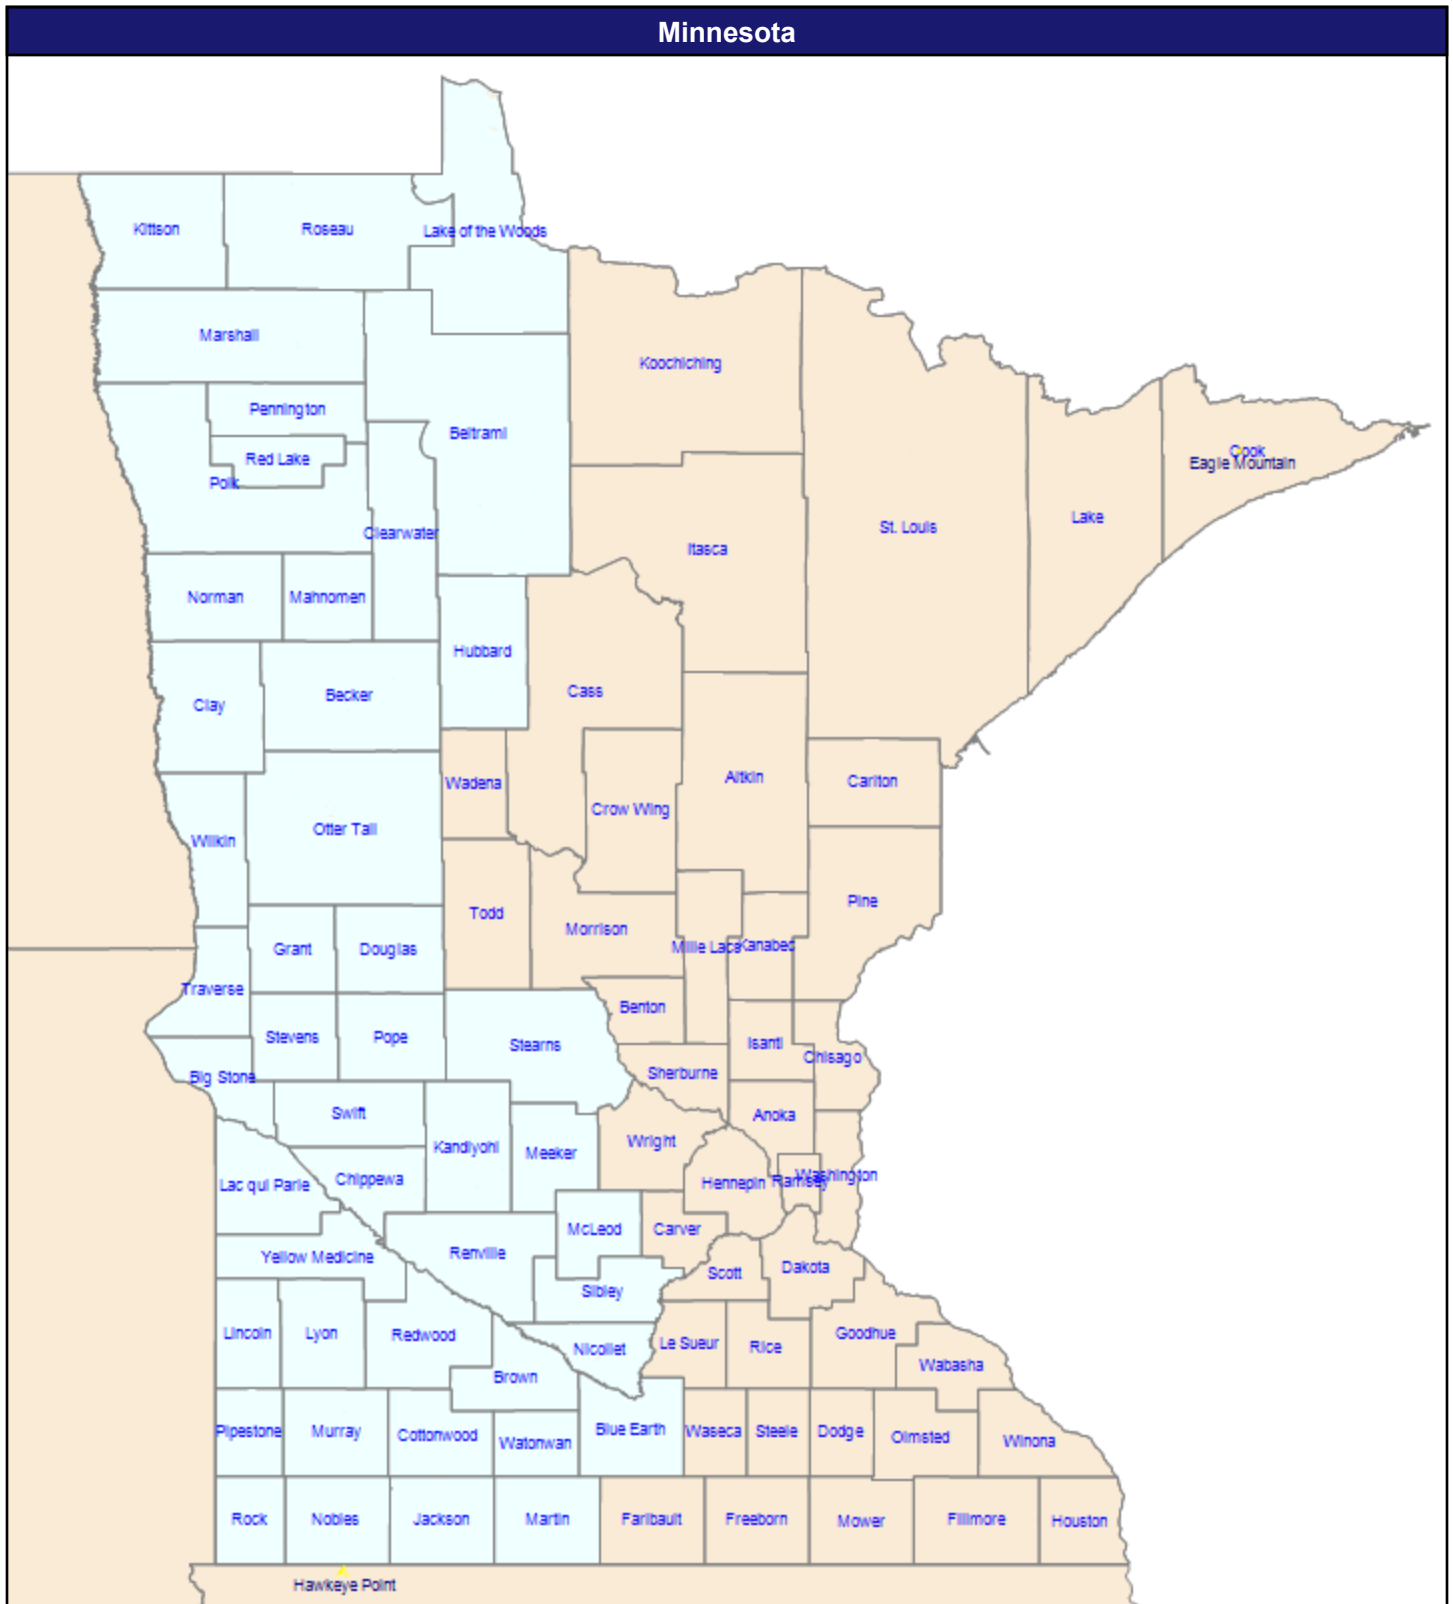 Minnesota
Kittson
Roseau
Lake of the Woods
Marshall
Koochiching
Pennington
Beltrami
Red Lake
Cook
Eagle Mountain
Polk
Lake
St. Louis
Clearwater
Itasca
Norman
Mahnomen
Hubbard
Cass
Becker
Clay
Aitkin
Carlton
Wadena
Crow Wing
Otter Tail
Wilkin
Pine
Todd
Morrison
Grant
Douglas
Mille Lacs
Kanabec
Traverse
Benton
Stevens
Pope
Stearns
Isanti
Chisago
Big Stone
Sherburne
Swift
Anoka
Kandiyohi
Wright
Meeker
Washington
Lac qui Parle
Chippewa
Hennepin
Ramsey
McLeod
Carver
Yellow Medicine
Renville
Dakota
Scott
Sibley
Lincoln
Lyon
Redwood
Goodhue
Le Sueur
Rice
Nicollet
Wabasha
Brown
Pipestone
Murray
Cottonwood
Watonwan
Blue Earth
Waseca
Steele
Dodge
Olmsted
Winona
Rock
Nobles
Jackson
Martin
Faribault
Freeborn
Mower
Fillmore
Houston
Hawkeye Point